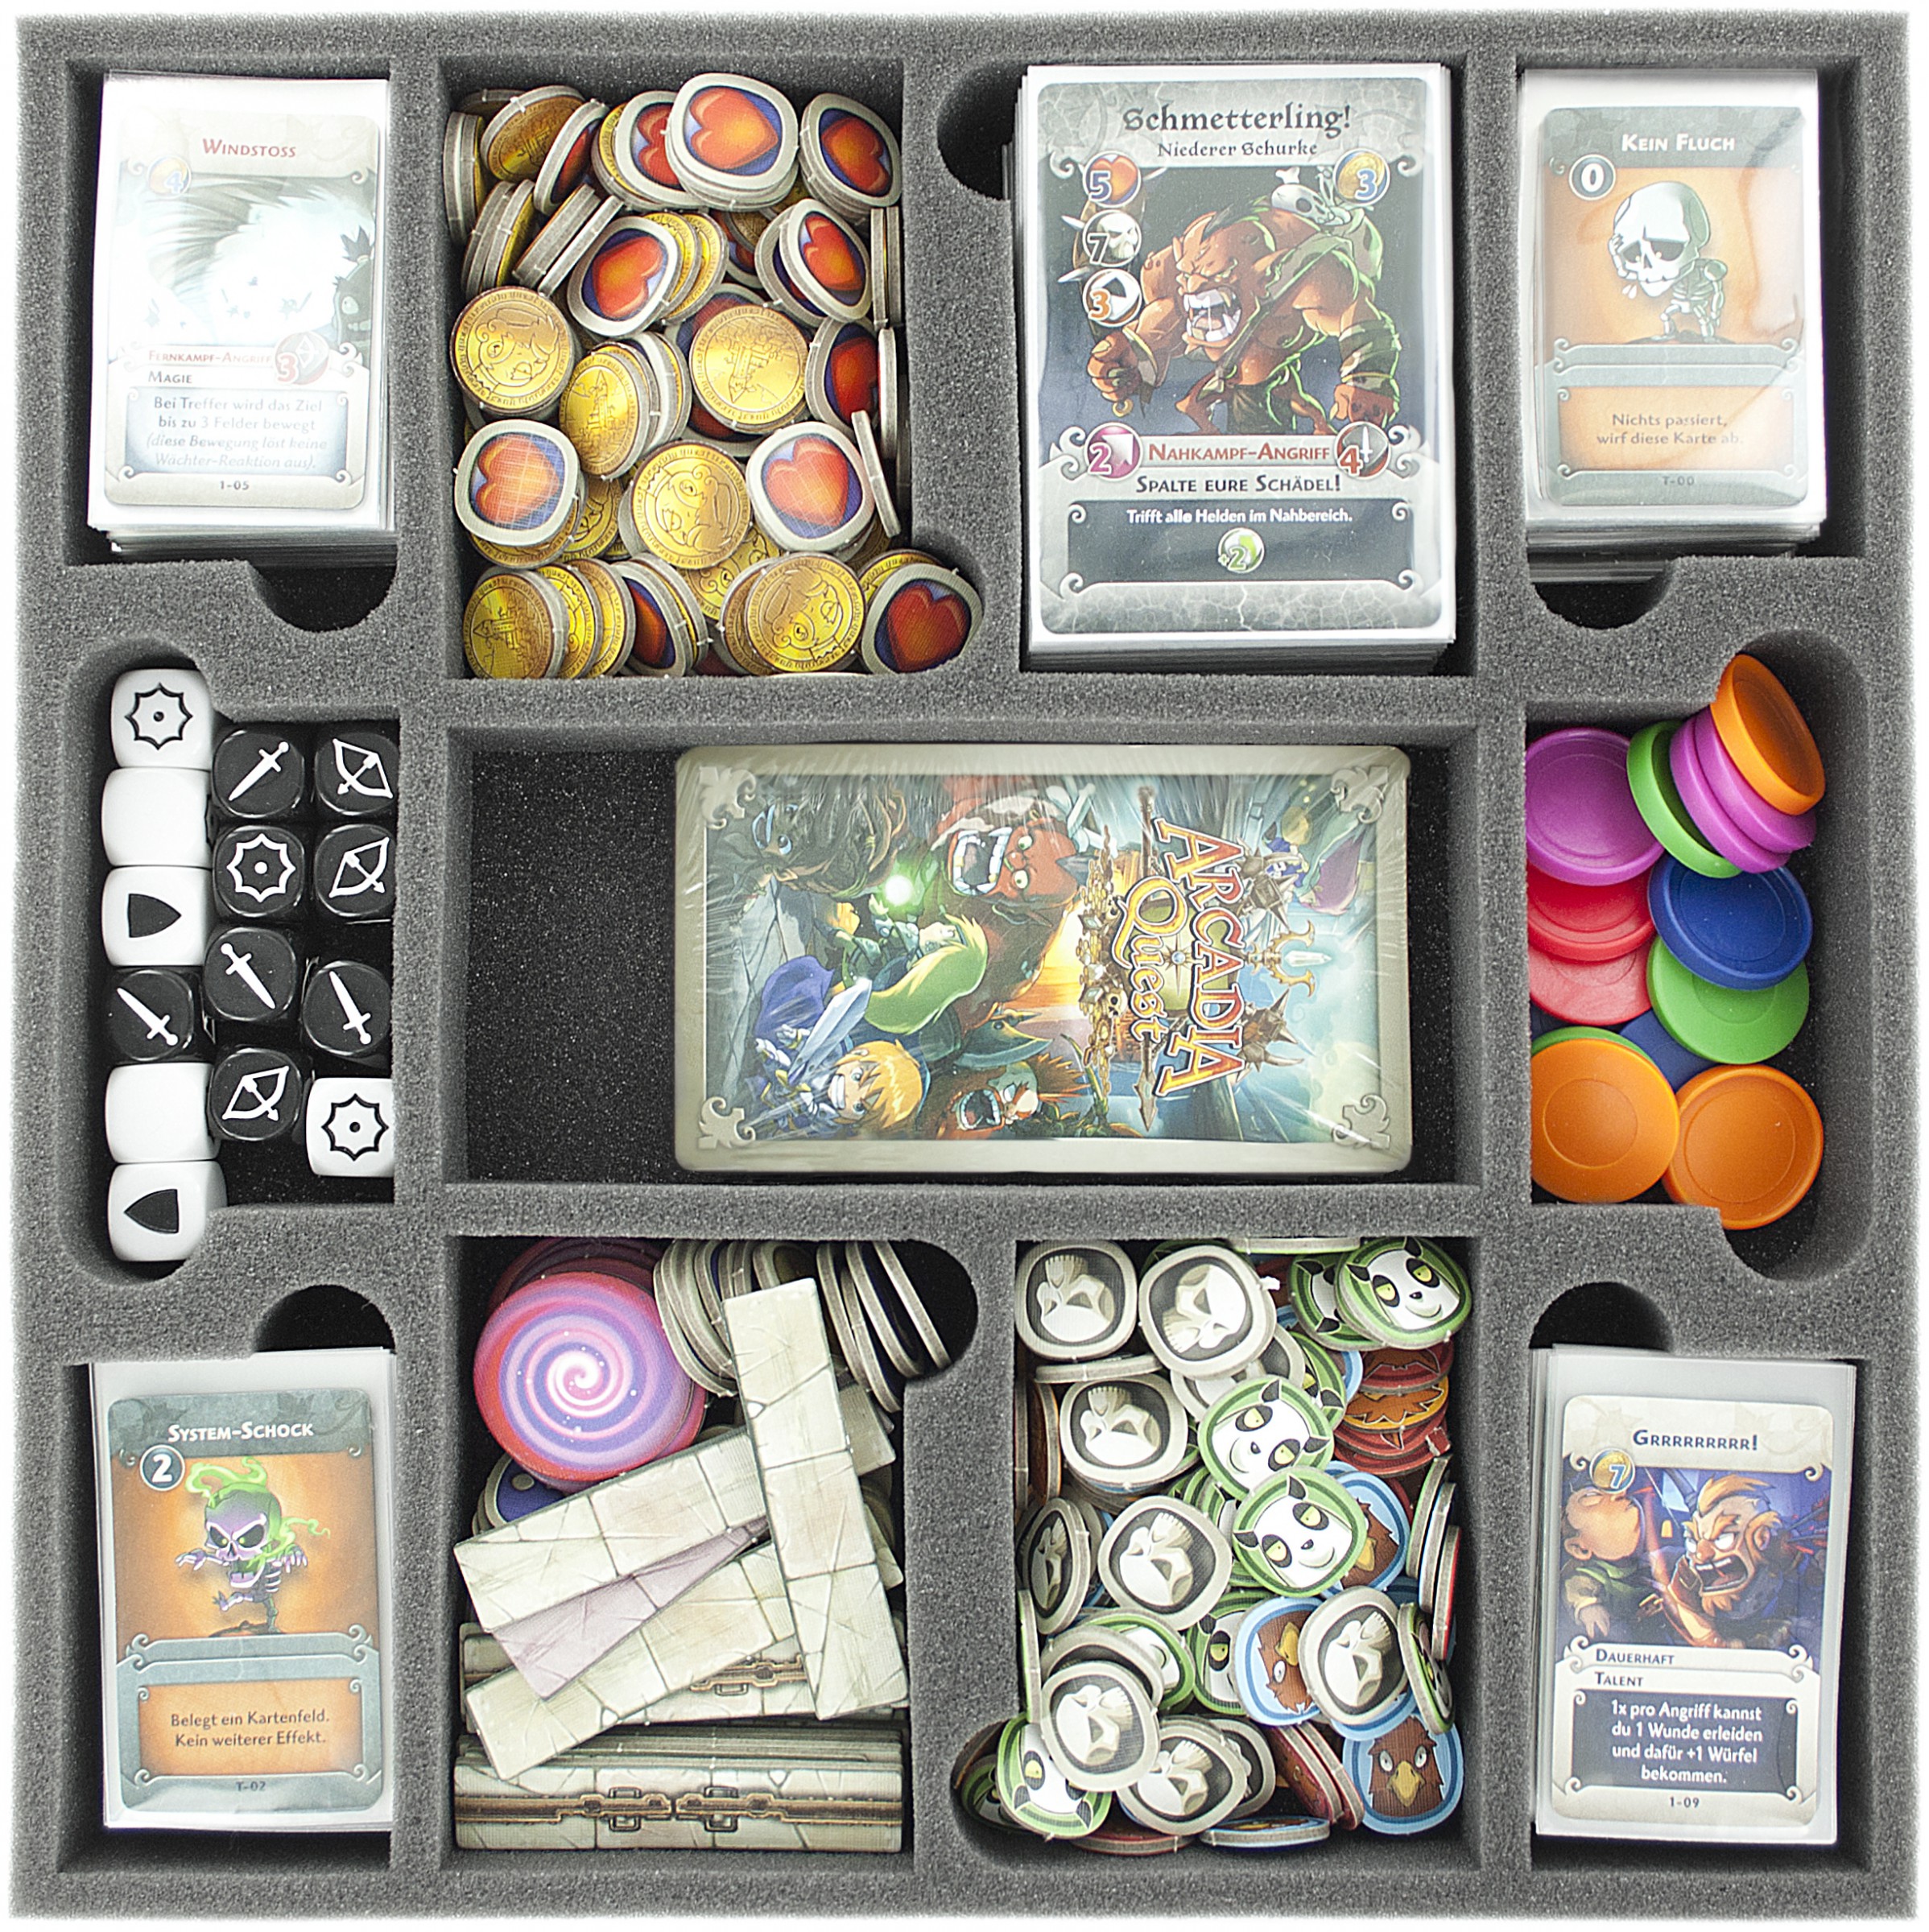 Windstoss
4
Fernkampf-Angriff
3
Magie
Bei Treffer wird das Ziel
bis zu 3 Felder bewegt
(diese Bewegung löst keine
Wächter-Reaktion aus).
1-05
Schmetterling!
Niederer Schurke
5
3
7
3
2
Nahkampf-Angriff
4
Spalte eure Schädel!
Trifft alle Helden im Nahbereich.
+2
Kein Fluch
0
Nichts passiert,
wirf diese Karte ab.
T-00
Arcadia
Quest
System-Schock
2
Belegt ein Kartenfeld.
Kein weiterer Effekt.
T-02
Grrrrrrrrr!
7
Dauerhaft
Talent
1x pro Angriff kannst
du 1 Wunde erleiden
und dafür +1 Würfel
bekommen.
1-09